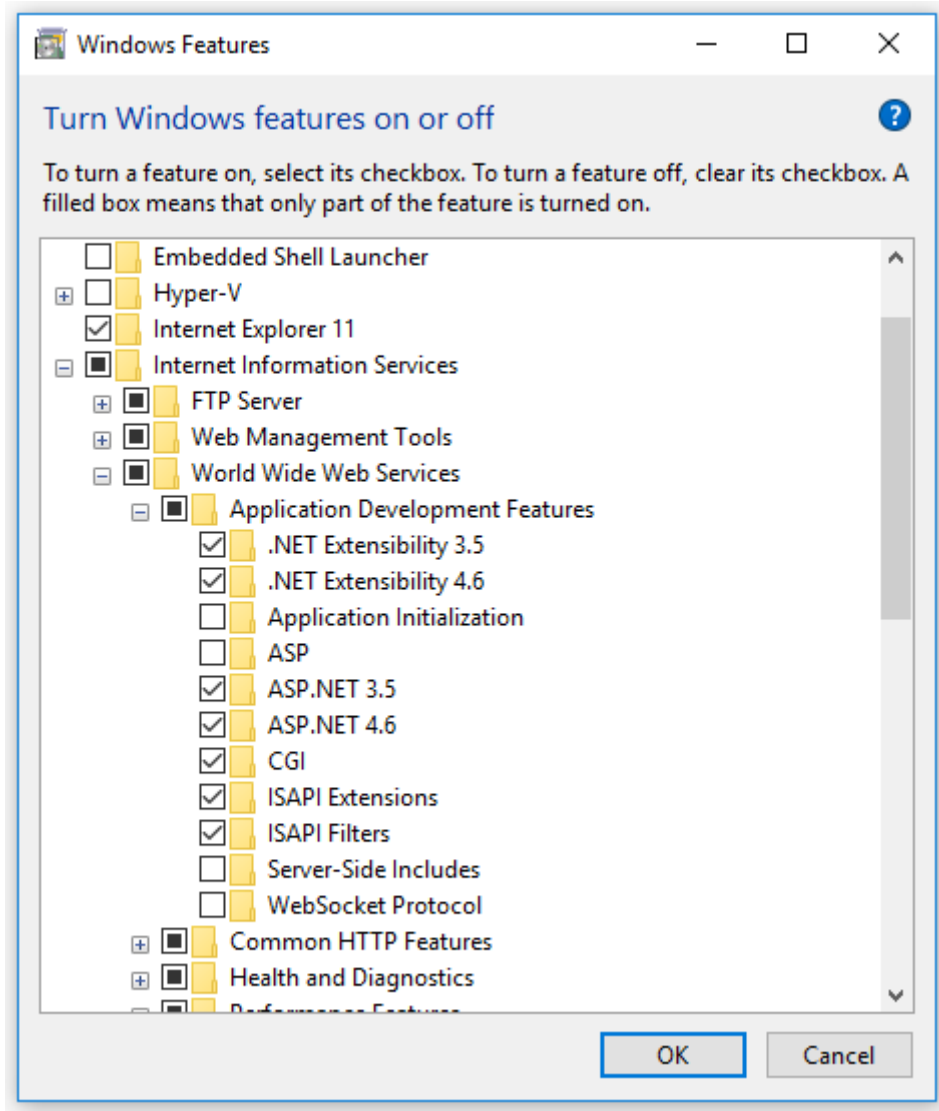 Windows Features
Turn Windows features on or off
To turn a feature on, select its checkbox. To turn a feature off, clear its checkbox. A
filled box means that only part of the feature is turned on.
Embedded Shell Launcher
Hyper-V
Internet Explorer 11
Internet Information Services
FTP Server
Web Management Tools
World Wide Web Services
Application Development Features
.NET Extensibility 3.5
.NET Extensibility 4.6
Application Initialization
ASP
ASP.NET 3.5
ASP.NET 4.6
CGI
ISAPI Extensions
ISAPI Filters
Server-Side Includes
WebSocket Protocol
Common HTTP Features
Health and Diagnostics
Performance Features
OK Cancel